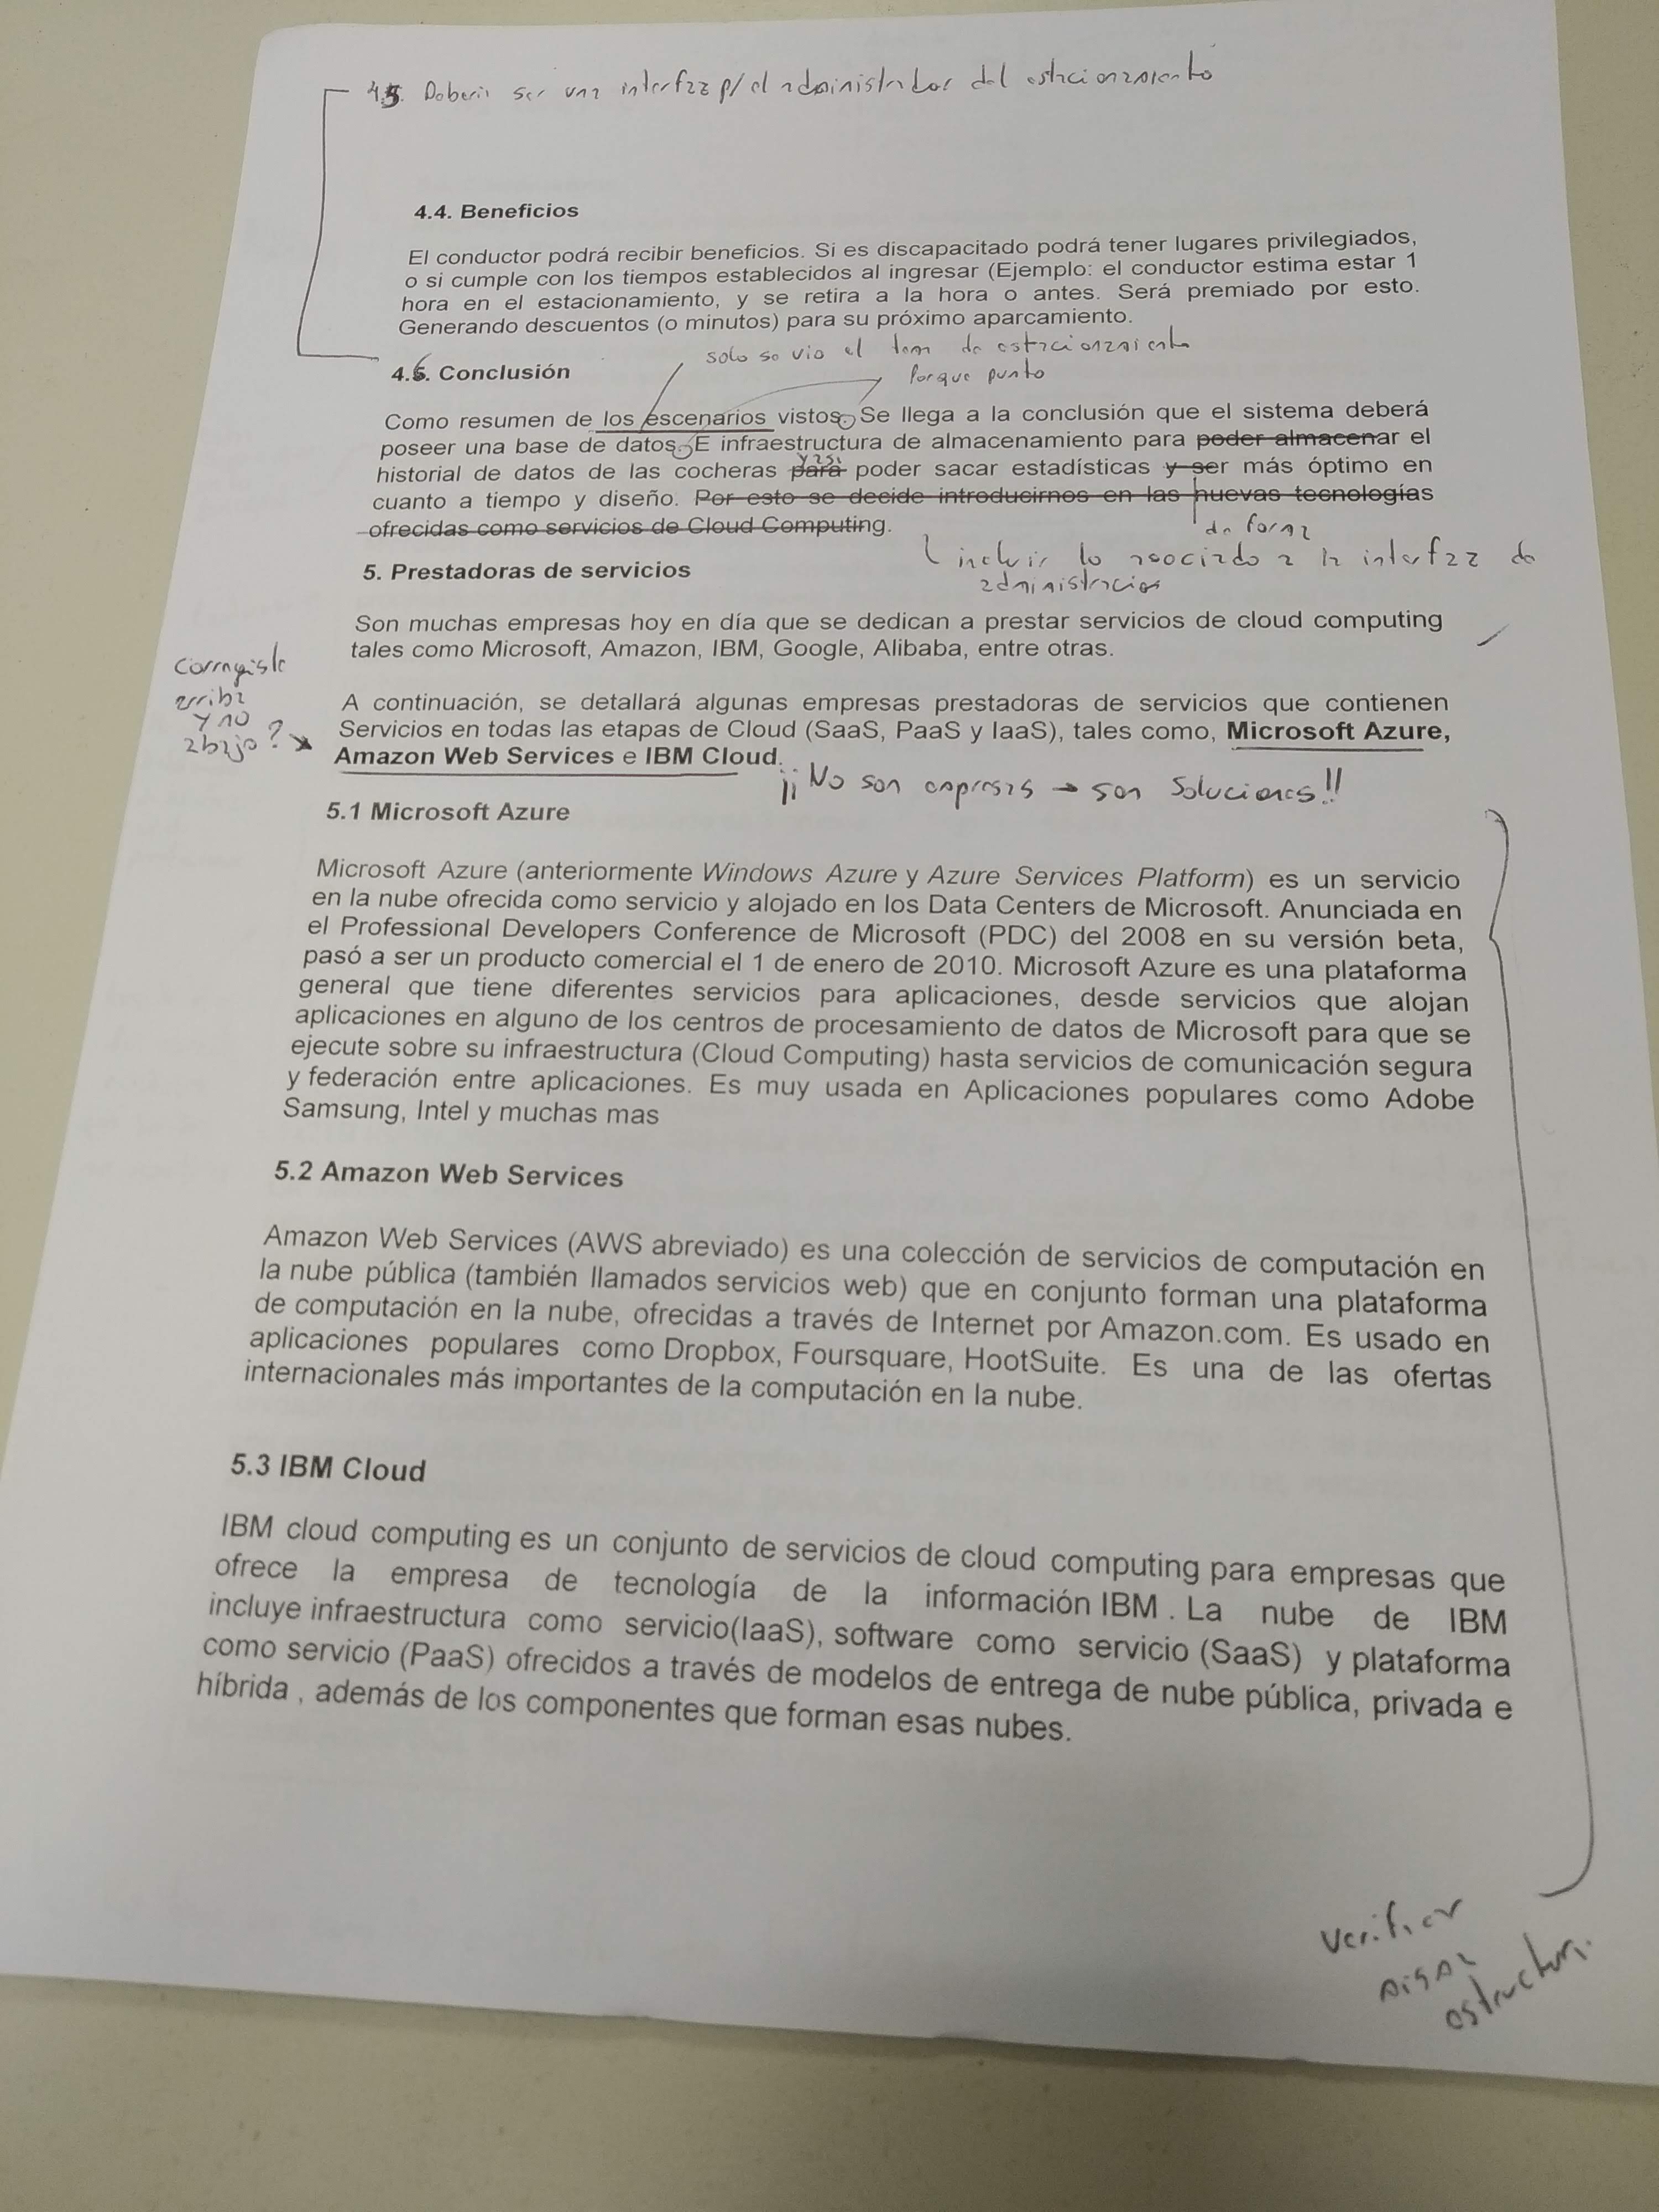 4.5. Deberia ser una interfaz p/ el administrador del estacionamiento
4.4. Beneficios
El conductor podrá recibir beneficios. Si es discapacitado podrá tener lugares privilegiados,
o si cumple con los tiempos establecidos al ingresar (Ejemplo: el conductor estima estar 1
hora en el estacionamiento, y se retira a la hora o antes. Será premiado por esto.
Generando descuentos (o minutos) para su próximo aparcamiento.
solo se vio el tema de estacionamiento
4.6. Conclusión
Porque punto
Como resumen de los escenarios vistos. Se llega a la conclusión que el sistema deberá
poseer una base de datos. E infraestructura de almacenamiento para poder almacenar el
y asi
historial de datos de las cocheras para poder sacar estadísticas y ser más óptimo en
cuanto a tiempo y diseño. Por esto se decide introducirnos en las nuevas tecnologías
ofrecidas como servicios de Cloud Computing.
de forma
incluir lo asociado a la interfaz de
administracion
5. Prestadoras de servicios
Son muchas empresas hoy en día que se dedican a prestar servicios de cloud computing
tales como Microsoft, Amazon, IBM, Google, Alibaba, entre otras.
corregiste
arriba
y no
abajo?
A continuación, se detallará algunas empresas prestadoras de servicios que contienen
Servicios en todas las etapas de Cloud (SaaS, PaaS y IaaS), tales como, Microsoft Azure,
Amazon Web Services e IBM Cloud.
¡¡No son empresas → son soluciones!!
5.1 Microsoft Azure
Microsoft Azure (anteriormente Windows Azure y Azure Services Platform) es un servicio
en la nube ofrecida como servicio y alojado en los Data Centers de Microsoft. Anunciada en
el Professional Developers Conference de Microsoft (PDC) del 2008 en su versión beta,
pasó a ser un producto comercial el 1 de enero de 2010. Microsoft Azure es una plataforma
general que tiene diferentes servicios para aplicaciones, desde servicios que alojan
aplicaciones en alguno de los centros de procesamiento de datos de Microsoft para que se
ejecute sobre su infraestructura (Cloud Computing) hasta servicios de comunicación segura
y federación entre aplicaciones. Es muy usada en Aplicaciones populares como Adobe
Samsung, Intel y muchas mas
5.2 Amazon Web Services
Amazon Web Services (AWS abreviado) es una colección de servicios de computación en
la nube pública (también llamados servicios web) que en conjunto forman una plataforma
de computación en la nube, ofrecidas a través de Internet por Amazon.com. Es usado en
aplicaciones populares como Dropbox, Foursquare, HootSuite. Es una de las ofertas
internacionales más importantes de la computación en la nube.
5.3 IBM Cloud
IBM cloud computing es un conjunto de servicios de cloud computing para empresas que
ofrece la empresa de tecnología de la información IBM . La nube de IBM
incluye infraestructura como servicio(IaaS), software como servicio (SaaS) y plataforma
como servicio (PaaS) ofrecidos a través de modelos de entrega de nube pública, privada e
híbrida , además de los componentes que forman esas nubes.
Verificar
misma
estructura.